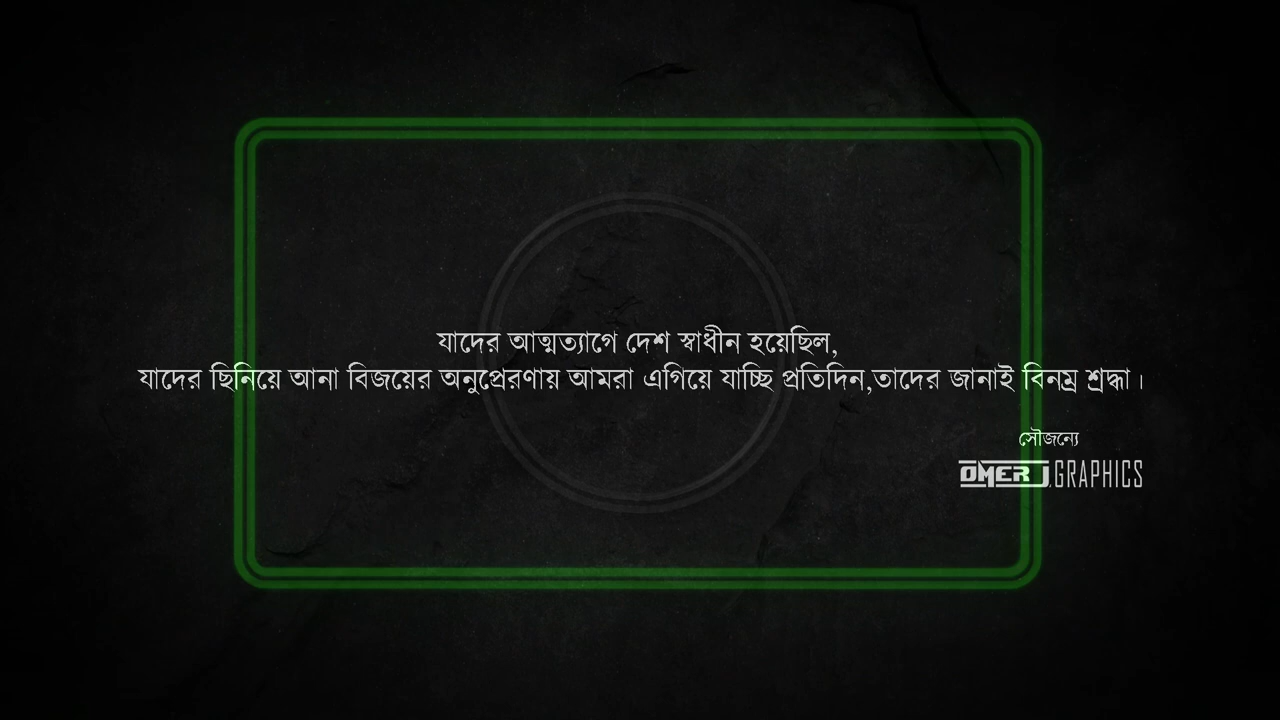 যাদের আত্মত্যাগে দেশ স্বাধীন হয়েছিল,
যাদের ছিনিয়ে আনা বিজয়ের অনুপ্রেরণায় আমরা এগিয়ে যাচ্ছি প্রতিদিন,তাদের জানাই বিনম্র শ্রদ্ধা।
সৌজন্যে
OMER J.GRAPHICS